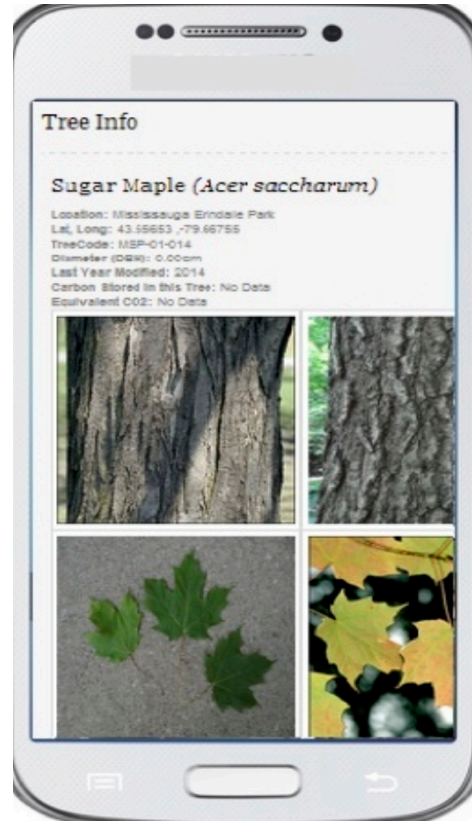 Tree Info
Sugar Maple (Acer saccharum)
Location: Mississauga Erindale Park
Lat, Long: 43.55653 ,-79.66755
TreeCode: MSP-01-014
Diameter (DBH): 0.00cm
Last Year Modified: 2014
Carbon Stored in this Tree: No Data
Equivalent C02: No Data